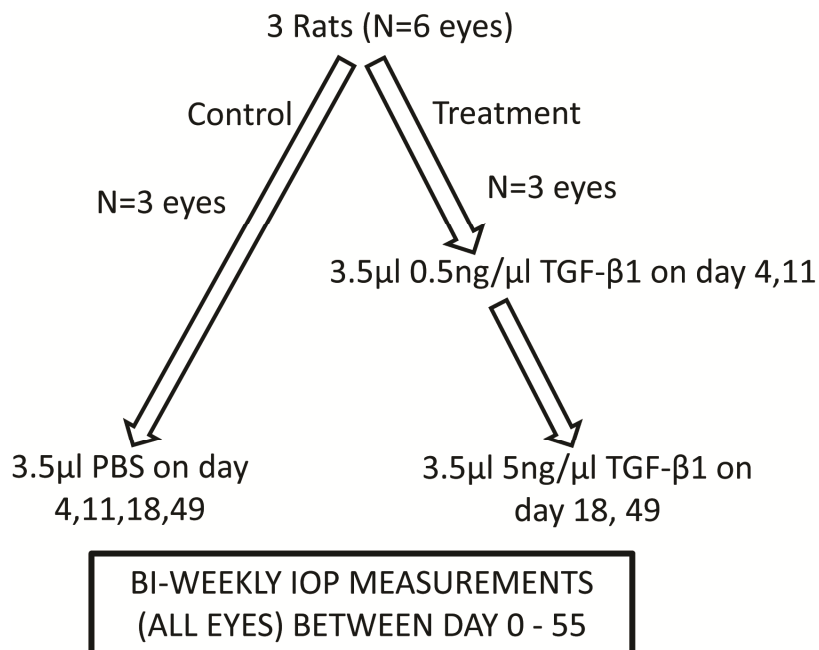 3 Rats (N=6 eyes)
Control
Treatment
N=3 eyes
N=3 eyes
3.5µl 0.5ng/µl TGF-β1 on day 4,11
3.5µl PBS on day
4,11,18,49
3.5µl 5ng/µl TGF-β1 on
day 18, 49
BI-WEEKLY IOP MEASUREMENTS
(ALL EYES) BETWEEN DAY 0 - 55